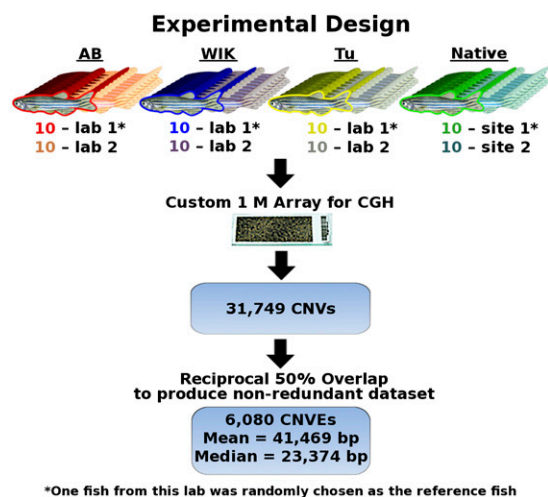 Experimental Design
AB WIK Tu Native
10 – lab 1* 10 – lab 1* 10 – lab 1* 10 – site 1*
10 – lab 2 10 – lab 2 10 – lab 2 10 – site 2
Custom 1 M Array for CGH
31,749 CNVs
Reciprocal 50% Overlap
to produce non-redundant dataset
6,080 CNVEs
Mean = 41,469 bp
Median = 23,374 bp
*One fish from this lab was randomly chosen as the reference fish